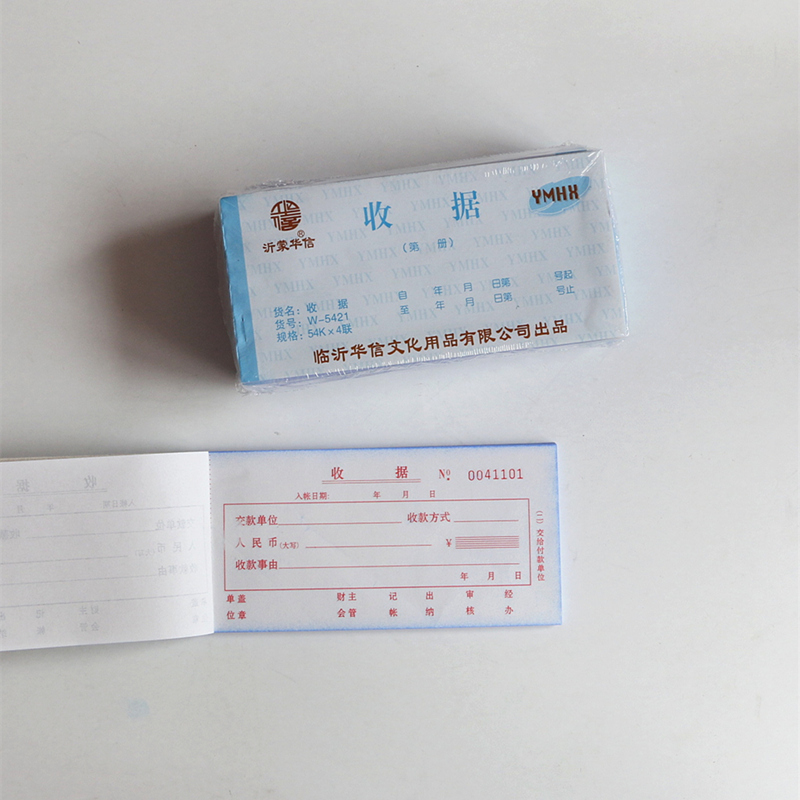 收 据
YMHX
沂蒙华信®
（第 册）
货名：收 据
自 年 月 日第 号起
货号：W-5421
至 年 月 日第 号止
规格：54K×4联
临沂华信文化用品有限公司出品
收 据 № 0041101
入帐日期： 年 月 日
交款单位 收款方式
人民币（大写） ¥
收款事由
年 月 日
（二）交给付款单位
单盖 财主 记 出 审 经
位章 会管 帐 纳 核 办